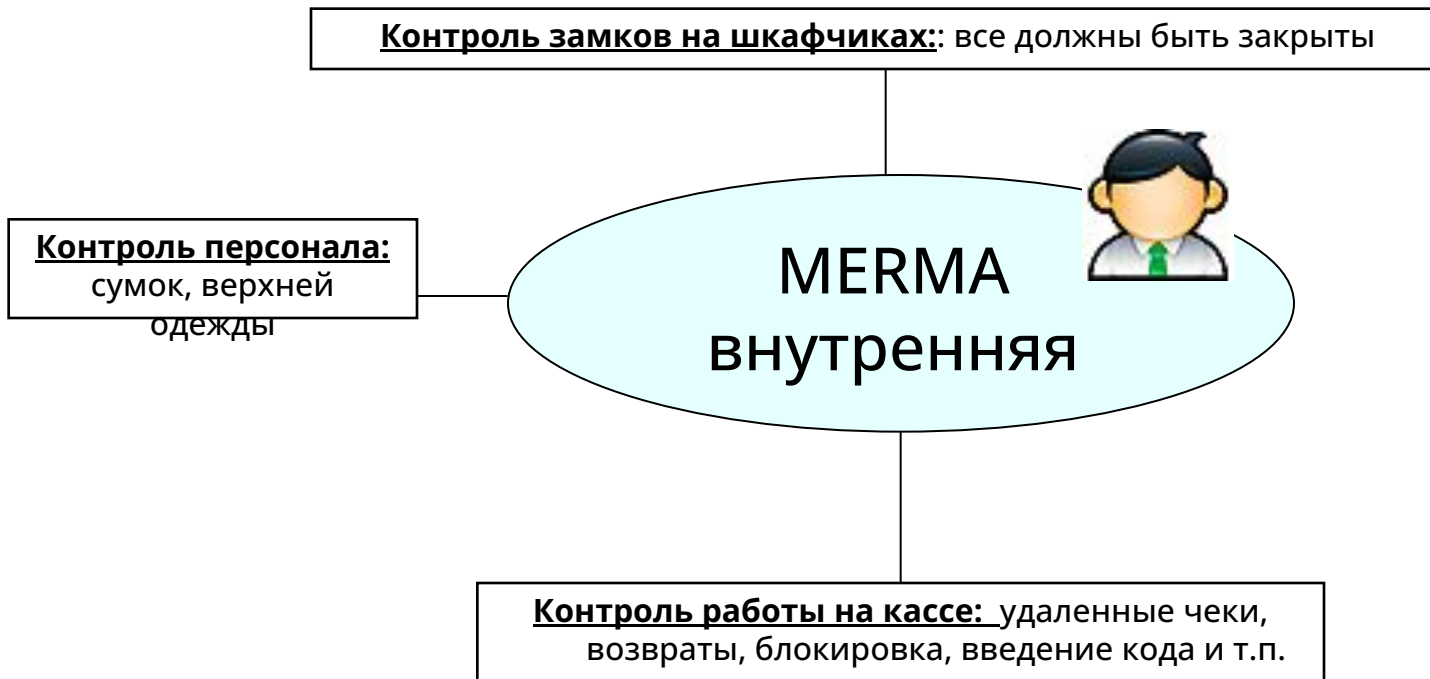 Контроль замков на шкафчиках:: все должны быть закрыты
Контроль персонала:
сумок, верхней
одежды
MERMA
внутренняя
Контроль работы на кассе: удаленные чеки,
возвраты, блокировка, введение кода и т.п.